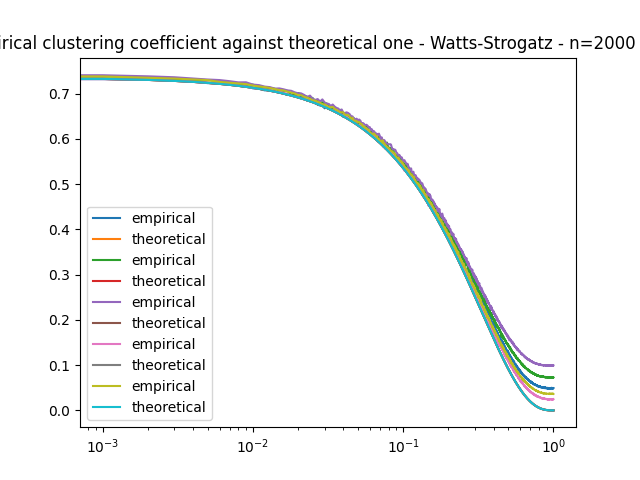 irical clustering coefficient against theoretical one - Watts-Strogatz - n=2000
0.7
0.6
0.5
0.4
0.3
0.2
0.1
0.0
empirical
theoretical
empirical
theoretical
empirical
theoretical
empirical
theoretical
empirical
theoretical
10⁻³ 10⁻² 10⁻¹ 10⁰